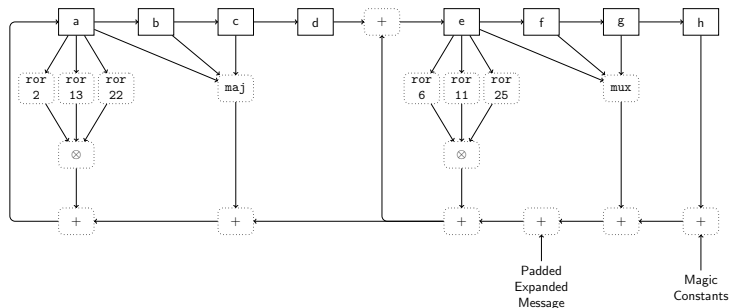 a b c d + e f g h
ror ror ror ror ror ror
2 13 22 maj 6 11 25 mux
⊗ ⊗
+ + + + + +
Padded
Expanded
Message
Magic
Constants